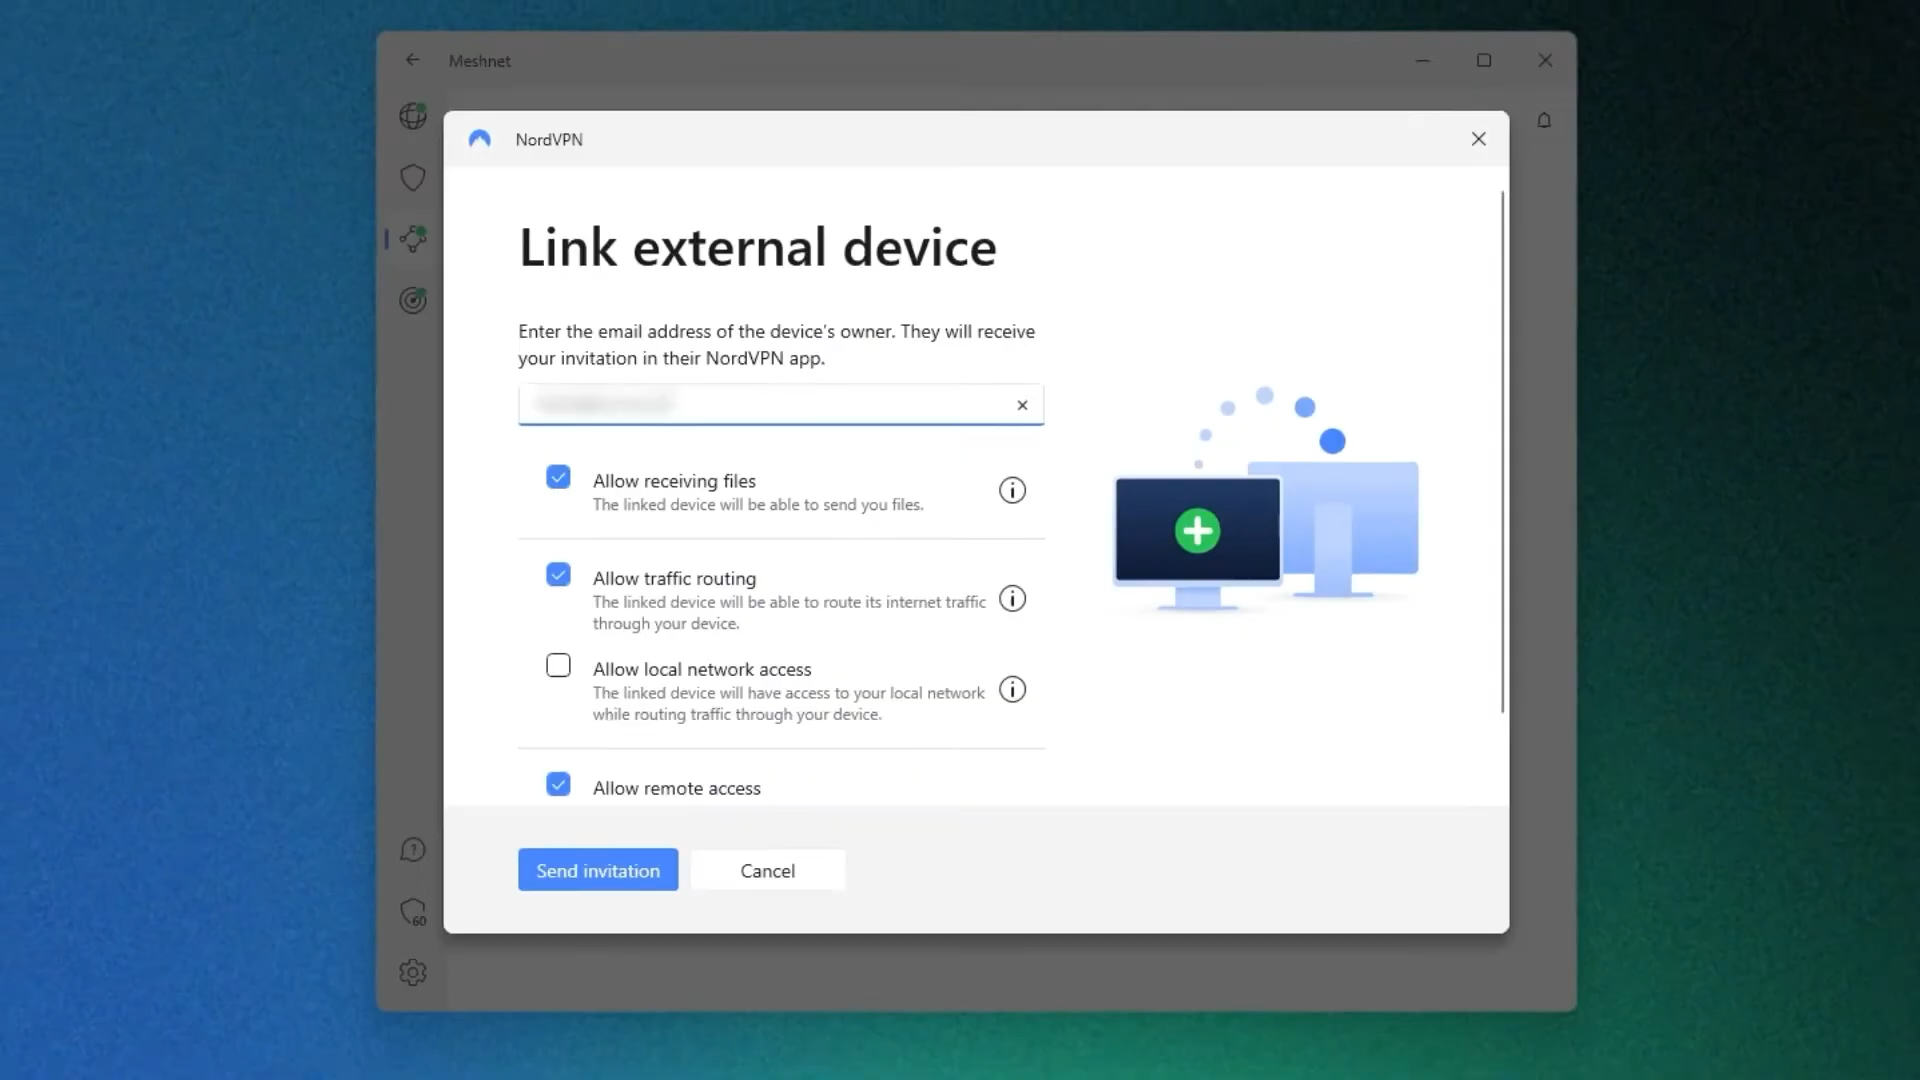 Meshnet
NordVPN
Link external device
Enter the email address of the device's owner. They will receive
your invitation in their NordVPN app.
Allow receiving files
The linked device will be able to send you files.
Allow traffic routing
The linked device will be able to route its internet traffic
through your device.
Allow local network access
The linked device will have access to your local network
while routing traffic through your device.
Allow remote access
Send invitation
Cancel
60